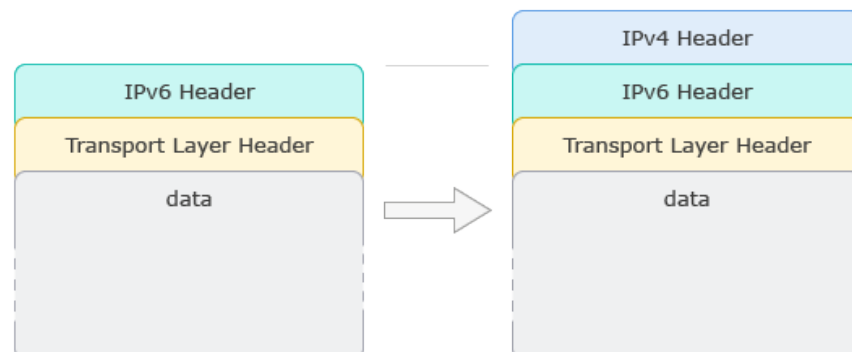 IPv6 Header
Transport Layer Header
data
IPv4 Header
IPv6 Header
Transport Layer Header
data